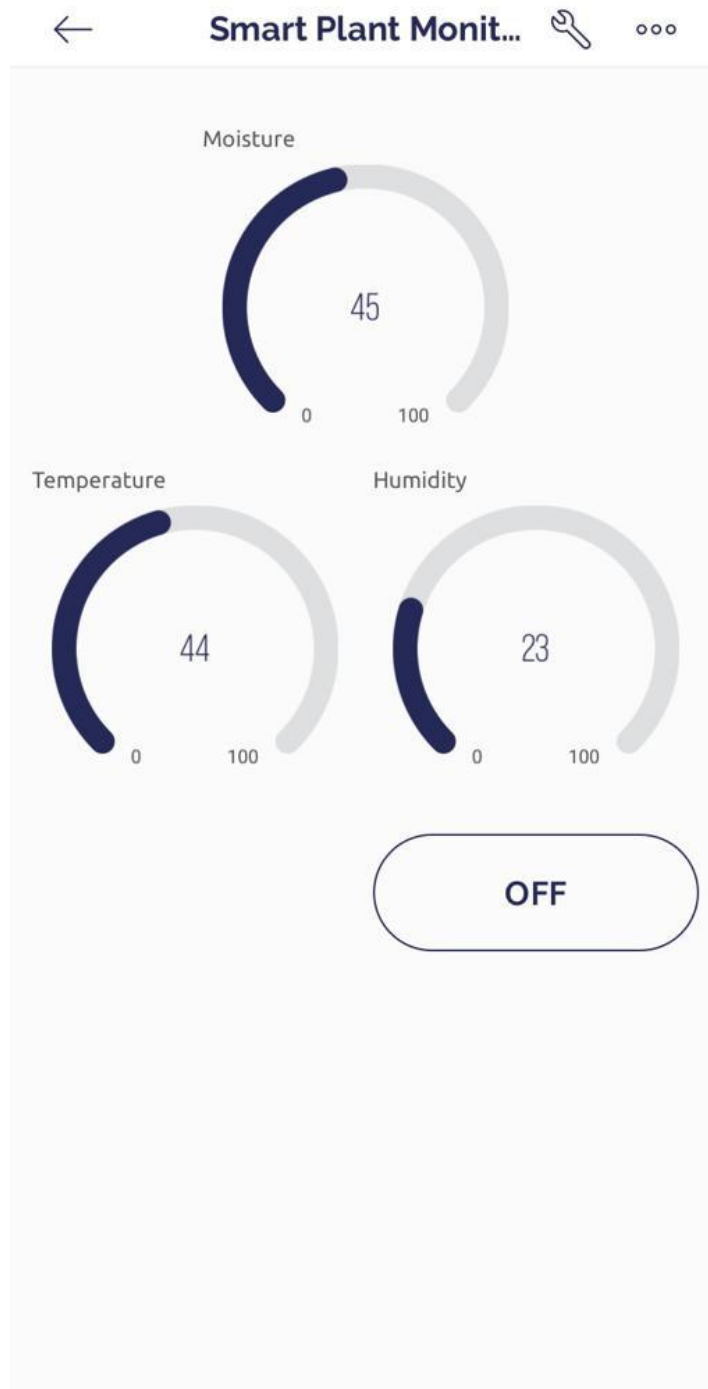 Smart Plant Monit...
Moisture
45
0 100
Temperature Humidity
44 23
0 100 0 100
OFF